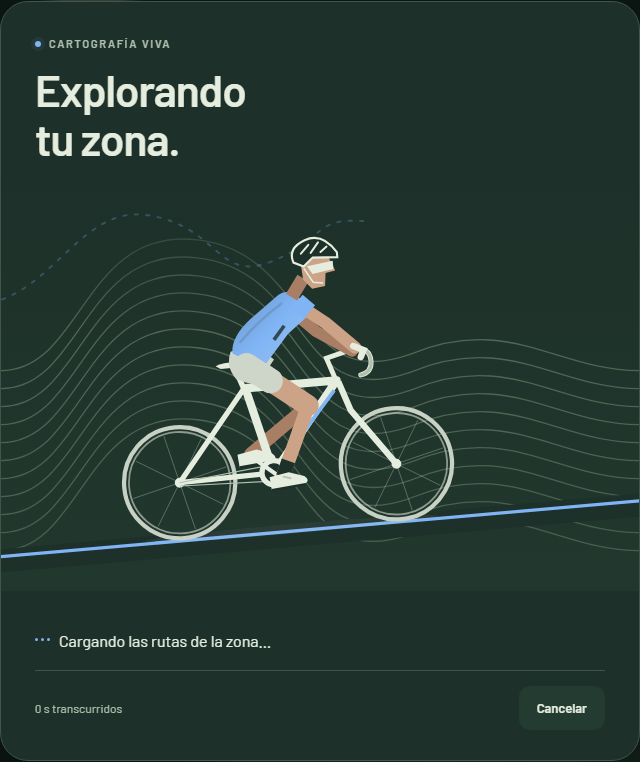 CARTOGRAFÍA VIVA
Explorando
tu zona.
Cargando las rutas de la zona...
0 s transcurridos
Cancelar